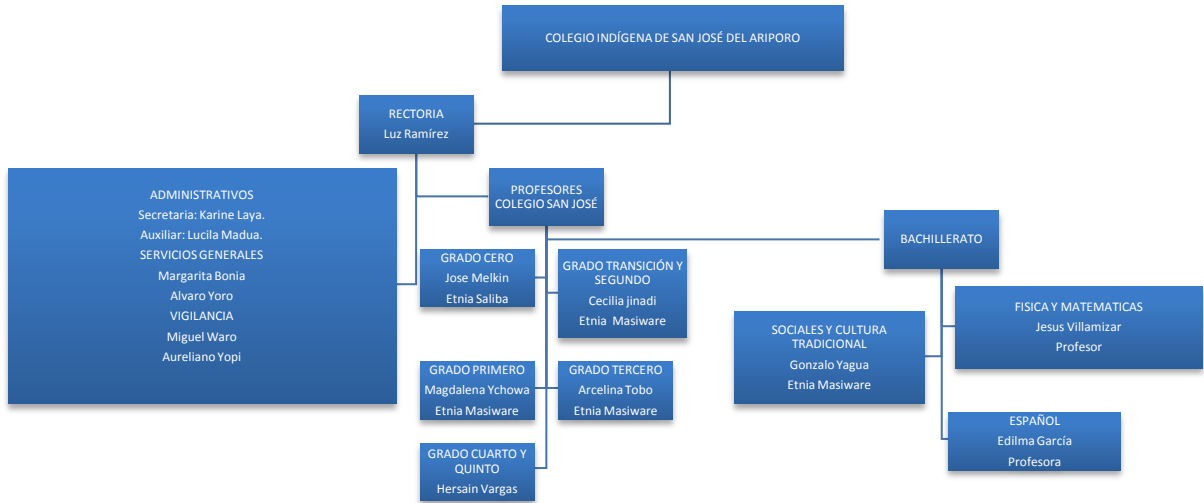 COLEGIO INDÍGENA DE SAN JOSÉ DEL ARIPORO
RECTORIA
Luz Ramírez
ADMINISTRATIVOS
Secretaria: Karine Laya.
Auxiliar: Lucila Madua.
SERVICIOS GENERALES
Margarita Bonia
Alvaro Yoro
VIGILANCIA
Miguel Waro
Aureliano Yopi
PROFESORES
COLEGIO SAN JOSÉ
GRADO CERO
Jose Melkin
Etnia Saliba
GRADO TRANSICIÓN Y
SEGUNDO
Cecilia jinadi
Etnia Masiware
GRADO PRIMERO
Magdalena Ychowa
Etnia Masiware
GRADO TERCERO
Arcelina Tobo
Etnia Masiware
GRADO CUARTO Y
QUINTO
Hersain Vargas
BACHILLERATO
SOCIALES Y CULTURA
TRADICIONAL
Gonzalo Yagua
Etnia Masiware
FISICA Y MATEMATICAS
Jesus Villamizar
Profesor
ESPAÑOL
Edilma García
Profesora